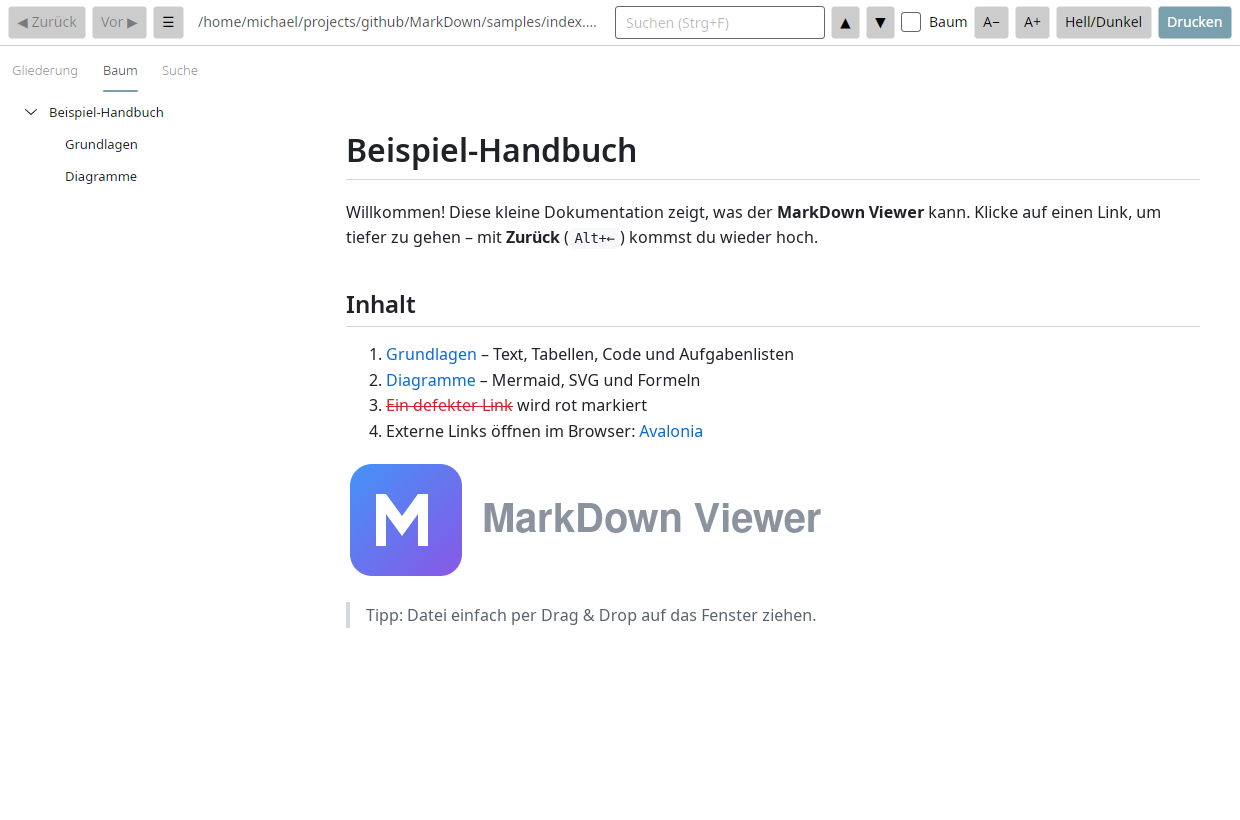 ◀ Zurück Vor ▶ ☰ /home/michael/projects/github/MarkDown/samples/index.... Suchen (Strg+F) ▲ ▼ Baum A− A+ Hell/Dunkel Drucken
Gliederung Baum Suche
Beispiel-Handbuch
Grundlagen
Diagramme
Beispiel-Handbuch
Willkommen! Diese kleine Dokumentation zeigt, was der MarkDown Viewer kann. Klicke auf einen Link, um
tiefer zu gehen – mit Zurück ( Alt+← ) kommst du wieder hoch.
Inhalt
1. Grundlagen – Text, Tabellen, Code und Aufgabenlisten
2. Diagramme – Mermaid, SVG und Formeln
3. Ein defekter Link wird rot markiert
4. Externe Links öffnen im Browser: Avalonia
M MarkDown Viewer
Tipp: Datei einfach per Drag & Drop auf das Fenster ziehen.